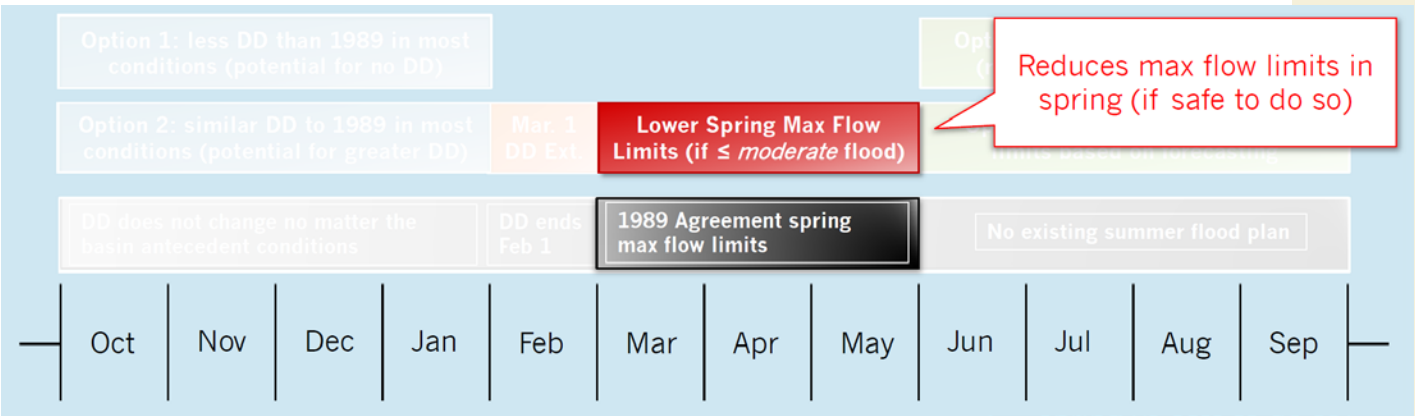 Option 1: less DD than 1989 in most
conditions (potential for no DD)
Reduces max flow limits in
spring (if safe to do so)
Option 2: similar DD to 1989 in most
conditions (potential for greater DD)
Mar. 1
DD Ext.
Lower Spring Max Flow
Limits (if ≤ moderate flood)
limits based on forecasting
DD does not change no matter the
basin antecedent conditions
DD ends
Feb 1
1989 Agreement spring
max flow limits
No existing summer flood plan
Oct Nov Dec Jan Feb Mar Apr May Jun Jul Aug Sep